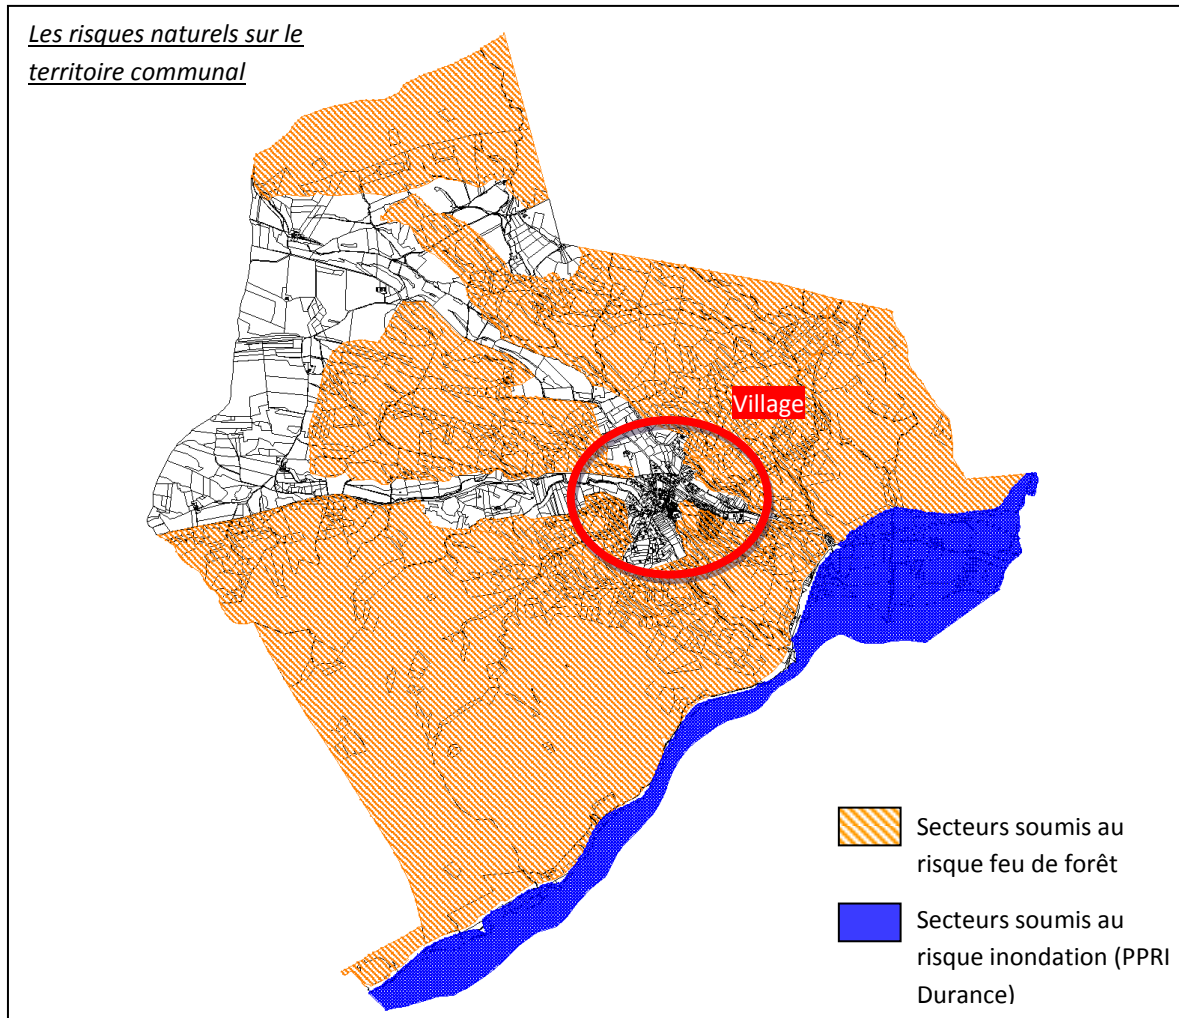 Les risques naturels sur le
territoire communal
Village
Secteurs soumis au
risque feu de forêt
Secteurs soumis au
risque inondation (PPRI
Durance)